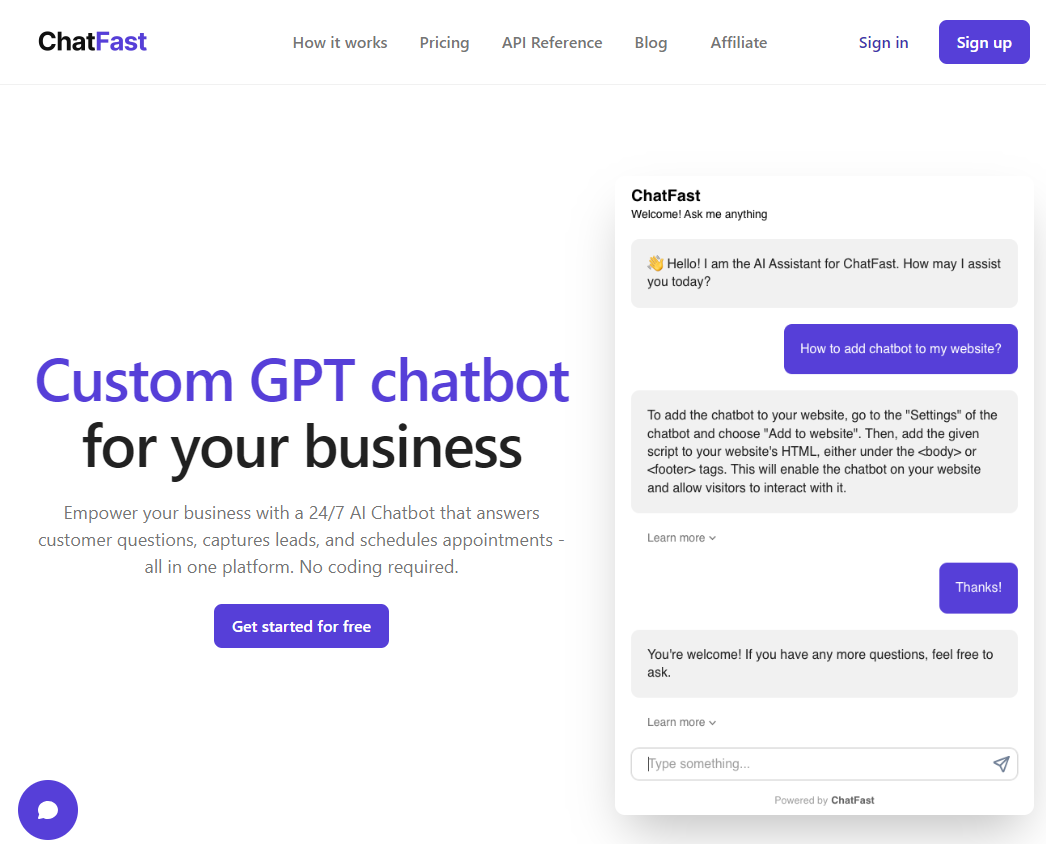 ChatFast
How it works
Pricing
API Reference
Blog
Affiliate
Sign in
Sign up
Custom GPT chatbot
for your business
Empower your business with a 24/7 AI Chatbot that answers
customer questions, captures leads, and schedules appointments -
all in one platform. No coding required.
Get started for free
ChatFast
Welcome! Ask me anything
👋 Hello! I am the AI Assistant for ChatFast. How may I assist
you today?
How to add chatbot to my website?
To add the chatbot to your website, go to the "Settings" of the
chatbot and choose "Add to website". Then, add the given
script to your website's HTML, either under the <body> or
<footer> tags. This will enable the chatbot on your website
and allow visitors to interact with it.
Learn more
Thanks!
You're welcome! If you have any more questions, feel free to
ask.
Learn more
Type something...
Powered by ChatFast